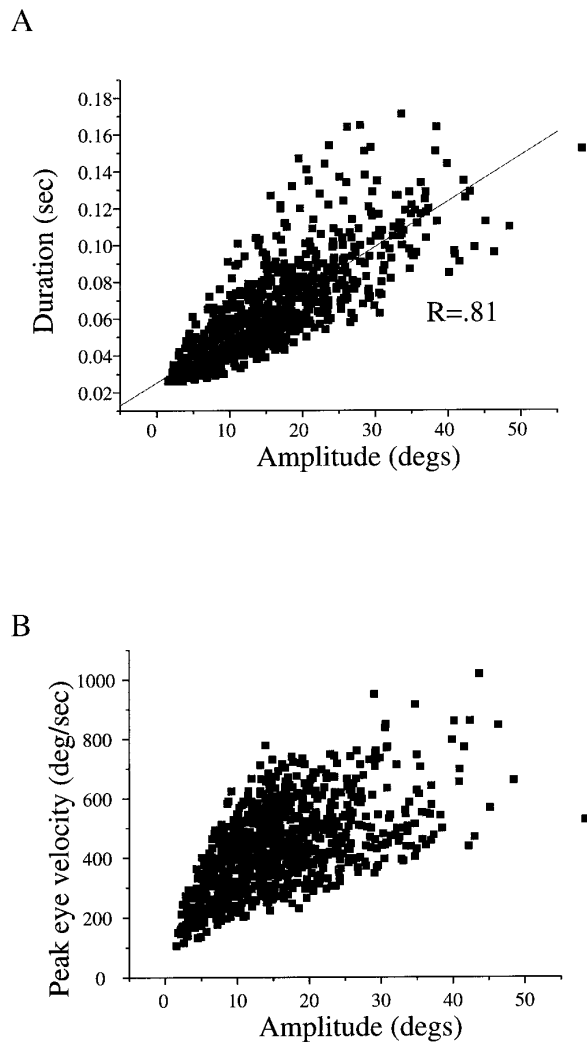 A
Duration (sec)
0.18
0.16
0.14
0.12
0.10
0.08
0.06
0.04
0.02
R=.81
0 10 20 30 40 50
Amplitude (degs)
B
Peak eye velocity (deg/sec)
1000
800
600
400
200
0
0 10 20 30 40 50
Amplitude (degs)